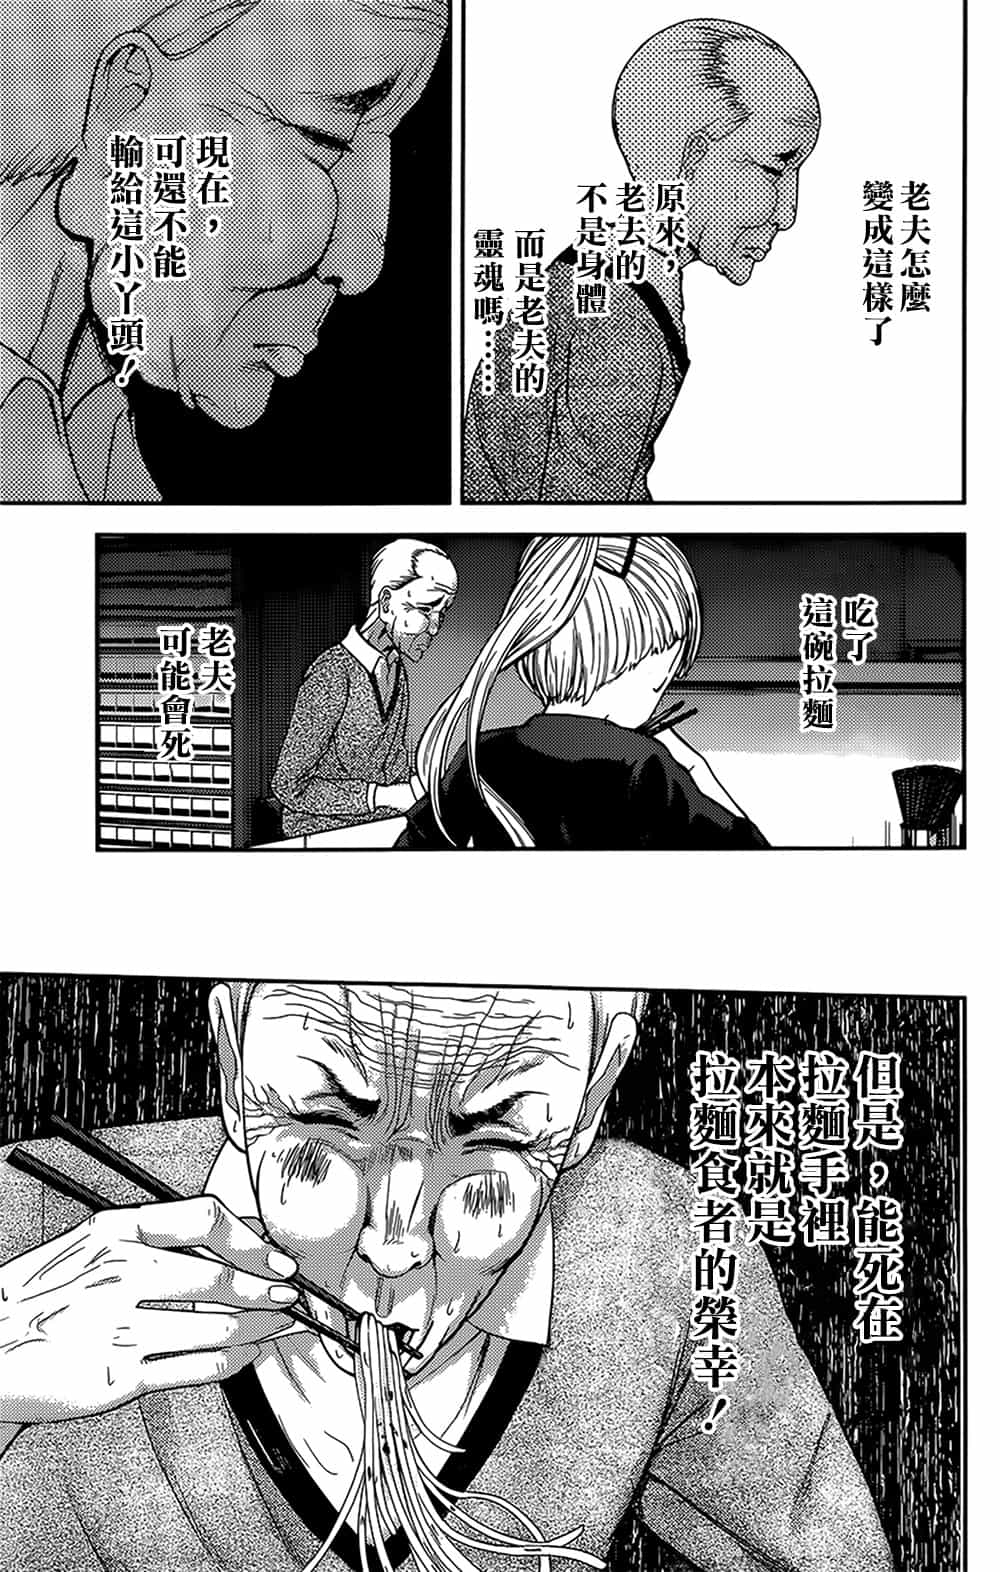 老夫怎麼
變成這樣了
原來，
老去的
不是身體
而是老夫的
靈魂嗎……
現在，
可還不能
輸給這小丫頭！
吃了
這碗拉麵
老夫
可能會死
但是，能死在
拉麵手裡
本來就是
拉麵食者的榮幸！